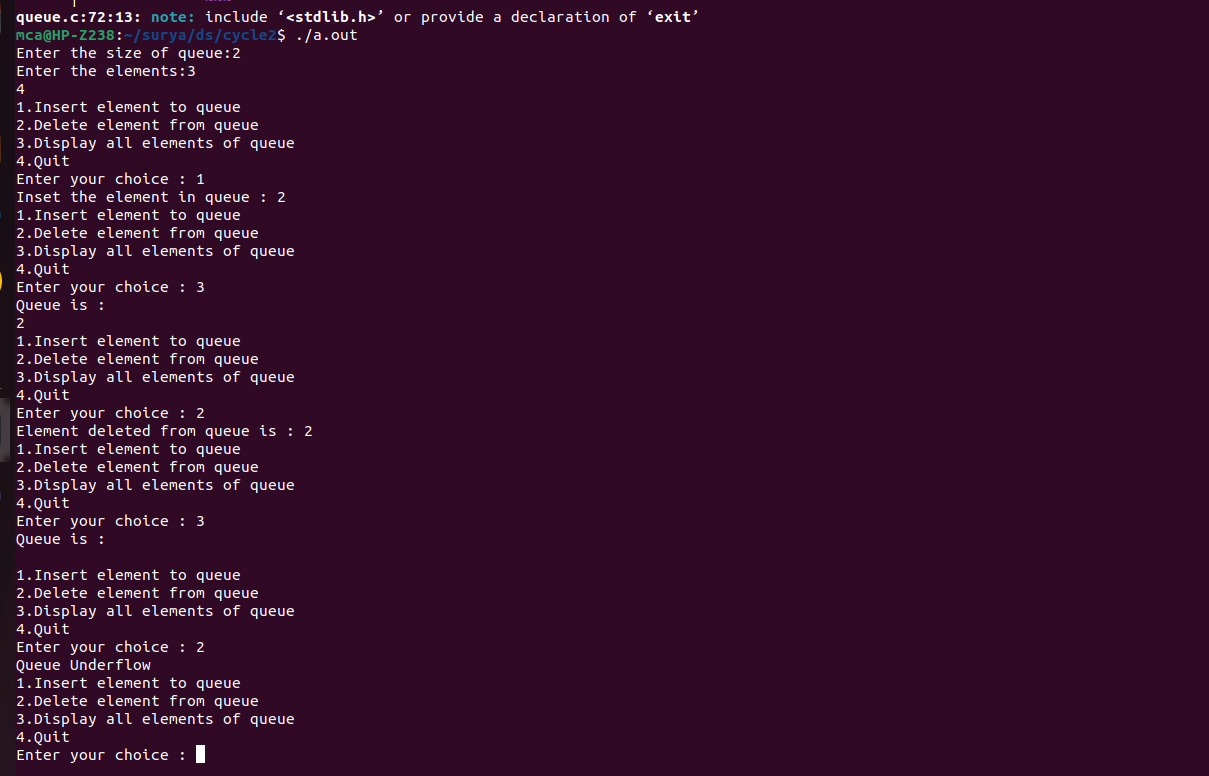 queue.c:72:13: note: include ‘<stdlib.h>’ or provide a declaration of ‘exit’
mca@HP-Z238:~/surya/ds/cycle2$ ./a.out
Enter the size of queue:2
Enter the elements:3
4
1.Insert element to queue
2.Delete element from queue
3.Display all elements of queue
4.Quit
Enter your choice : 1
Inset the element in queue : 2
1.Insert element to queue
2.Delete element from queue
3.Display all elements of queue
4.Quit
Enter your choice : 3
Queue is :
2
1.Insert element to queue
2.Delete element from queue
3.Display all elements of queue
4.Quit
Enter your choice : 2
Element deleted from queue is : 2
1.Insert element to queue
2.Delete element from queue
3.Display all elements of queue
4.Quit
Enter your choice : 3
Queue is :

1.Insert element to queue
2.Delete element from queue
3.Display all elements of queue
4.Quit
Enter your choice : 2
Queue Underflow
1.Insert element to queue
2.Delete element from queue
3.Display all elements of queue
4.Quit
Enter your choice :